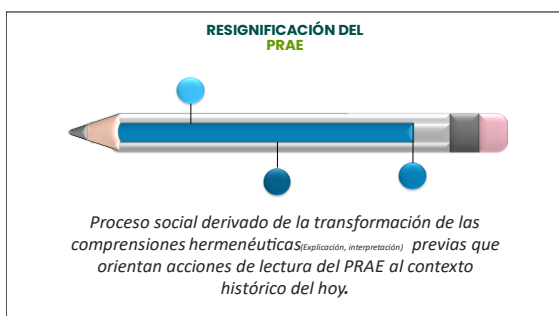 RESIGNIFICACIÓN DEL
PRAE
Proceso social derivado de la transformación de las
comprensiones hermenéuticas(Explicación, interpretación) previas que
orientan acciones de lectura del PRAE al contexto
histórico del hoy.